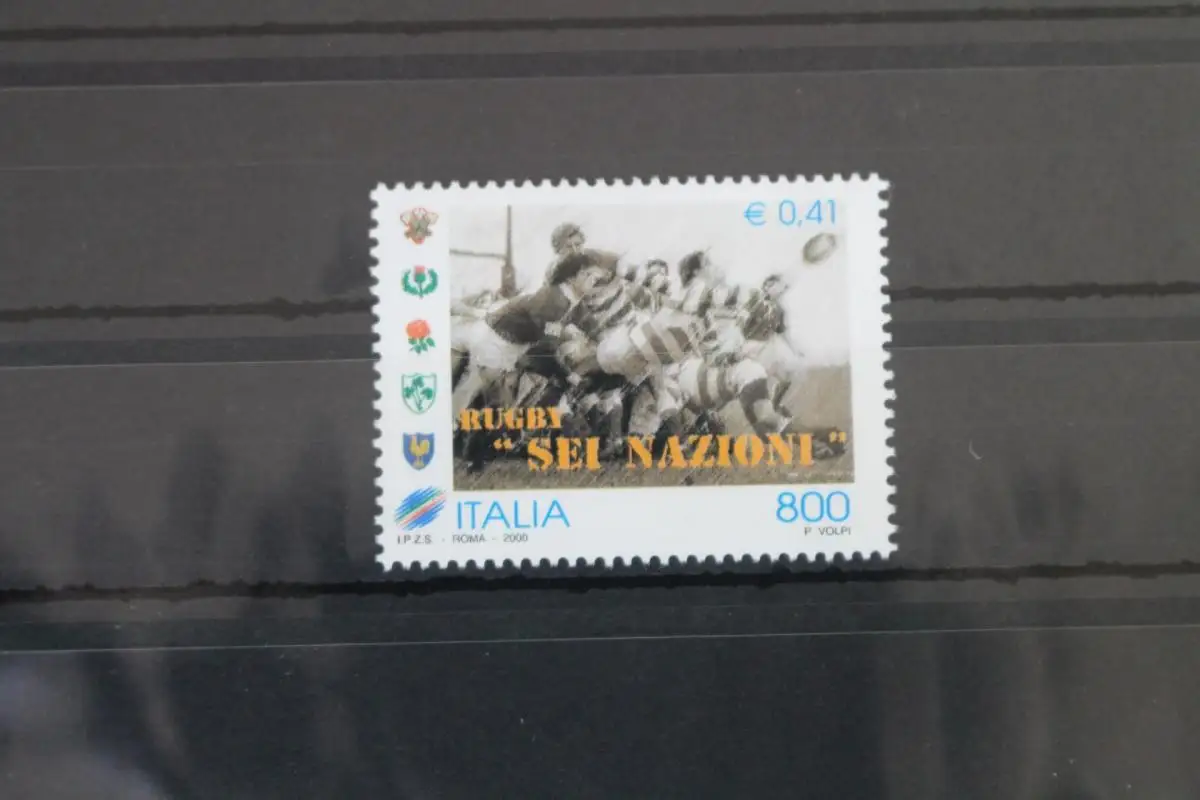 € 0,41
RUGBY
"SEI NAZIONI"
ITALIA
800
I.P.Z.S. - ROMA - 2000
P. VOLPI